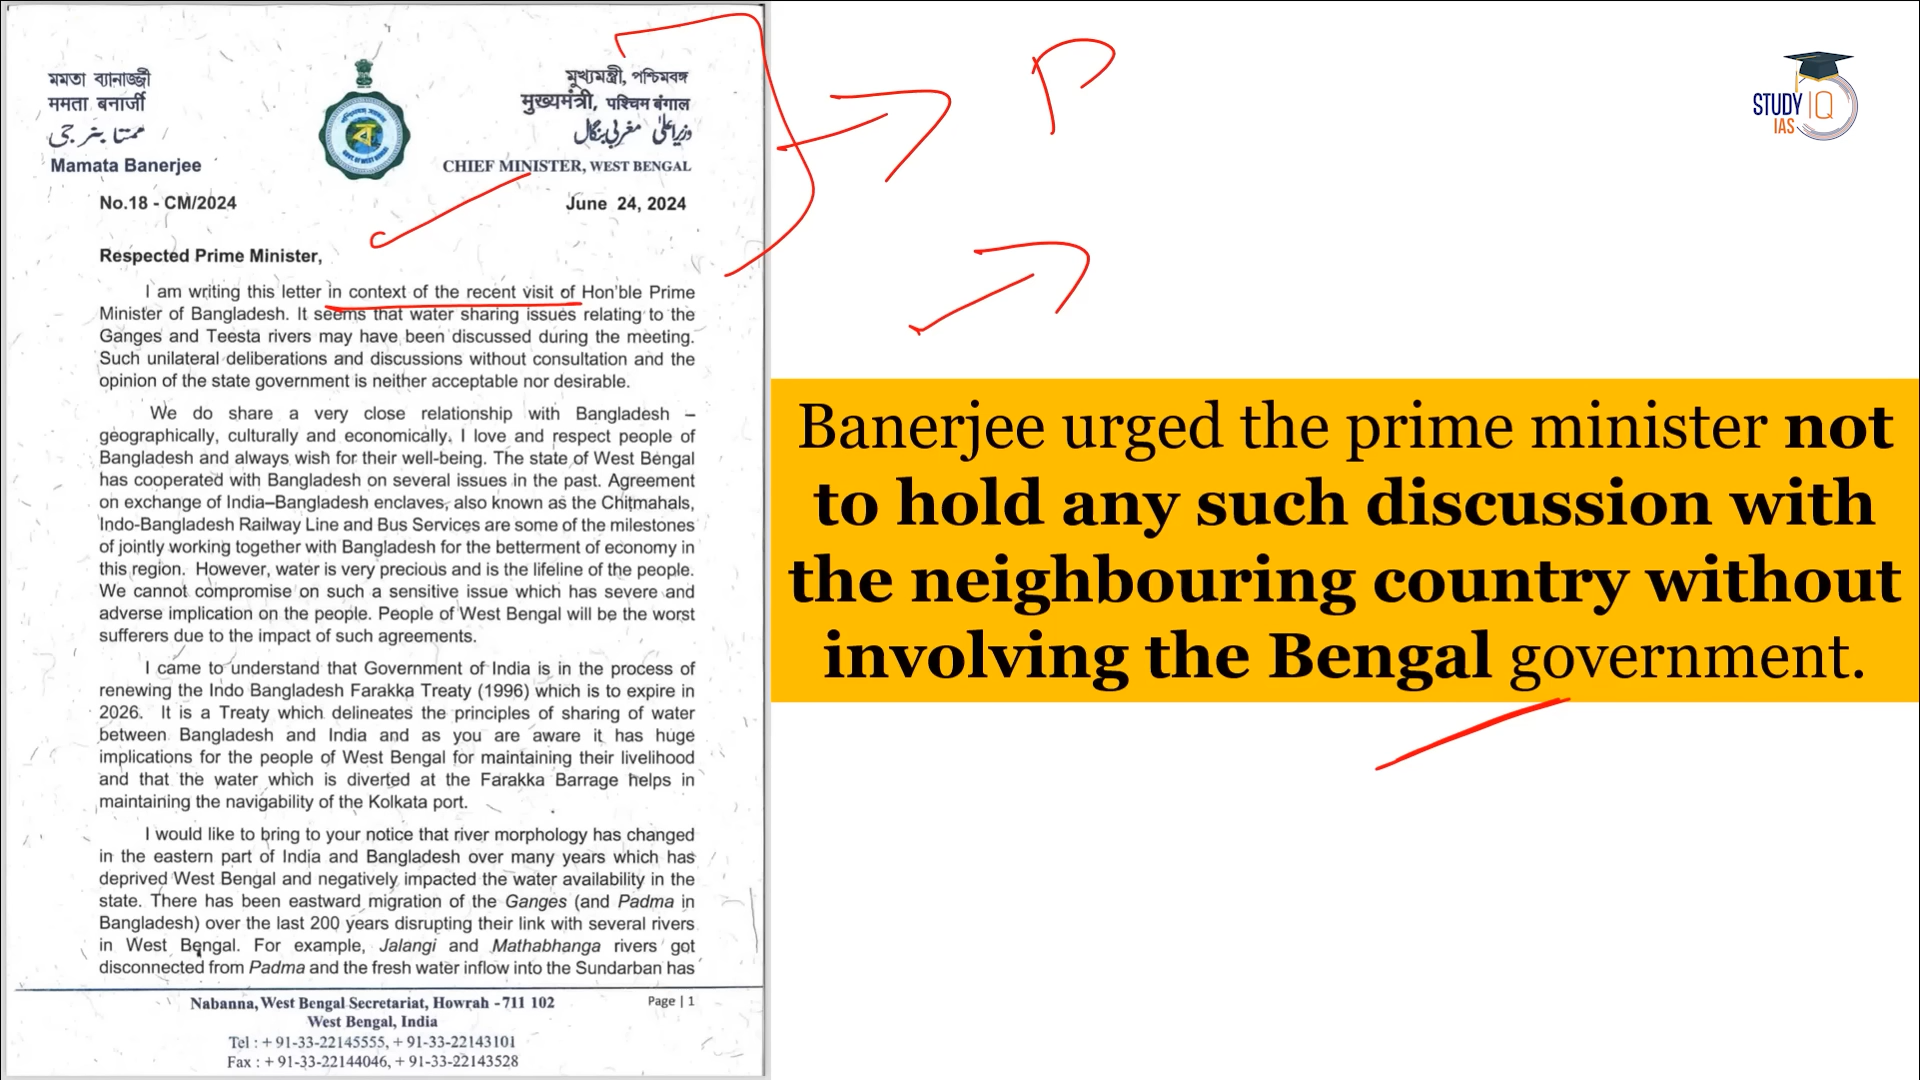 মমতা ব্যানার্জ্জী
ममता बनार्जी
ممتا بنرجی
Mamata Banerjee
মুখ্যমন্ত্রী, পশ্চিমবঙ্গ
मुख्यमंत्री, पश्चिम बंगाल
وزیراعلیٰ مغربی بنگال
CHIEF MINISTER, WEST BENGAL
No.18 - CM/2024
June 24, 2024
Respected Prime Minister,
I am writing this letter in context of the recent visit of Hon'ble Prime
Minister of Bangladesh. It seems that water sharing issues relating to the
Ganges and Teesta rivers may have been discussed during the meeting.
Such unilateral deliberations and discussions without consultation and the
opinion of the state government is neither acceptable nor desirable.
We do share a very close relationship with Bangladesh –
geographically, culturally and economically. I love and respect people of
Bangladesh and always wish for their well-being. The state of West Bengal
has cooperated with Bangladesh on several issues in the past. Agreement
on exchange of India–Bangladesh enclaves, also known as the Chitmahals,
Indo-Bangladesh Railway Line and Bus Services are some of the milestones
of jointly working together with Bangladesh for the betterment of economy in
this region. However, water is very precious and is the lifeline of the people.
We cannot compromise on such a sensitive issue which has severe and
adverse implication on the people. People of West Bengal will be the worst
sufferers due to the impact of such agreements.
I came to understand that Government of India is in the process of
renewing the Indo Bangladesh Farakka Treaty (1996) which is to expire in
2026. It is a Treaty which delineates the principles of sharing of water
between Bangladesh and India and as you are aware it has huge
implications for the people of West Bengal for maintaining their livelihood
and that the water which is diverted at the Farakka Barrage helps in
maintaining the navigability of the Kolkata port.
I would like to bring to your notice that river morphology has changed
in the eastern part of India and Bangladesh over many years which has
deprived West Bengal and negatively impacted the water availability in the
state. There has been eastward migration of the Ganges (and Padma in
Bangladesh) over the last 200 years disrupting their link with several rivers
in West Bengal. For example, Jalangi and Mathabhanga rivers got
disconnected from Padma and the fresh water inflow into the Sundarban has
Nabanna, West Bengal Secretariat, Howrah - 711 102
Page | 1
West Bengal, India
Tel : + 91-33-22145555, + 91-33-22143101
Fax : + 91-33-22144046, + 91-33-22143528
P
STUDY IQ
IAS
Banerjee urged the prime minister not
to hold any such discussion with
the neighbouring country without
involving the Bengal government.